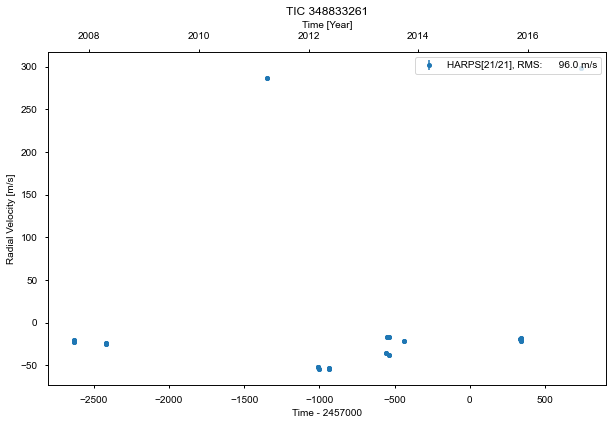 TIC 348833261
Time [Year]
2008 2010 2012 2014 2016
HARPS[21/21], RMS: 96.0 m/s
300
250
200
150
100
50
0
−50
Radial Velocity [m/s]
−2500 −2000 −1500 −1000 −500 0 500
Time - 2457000